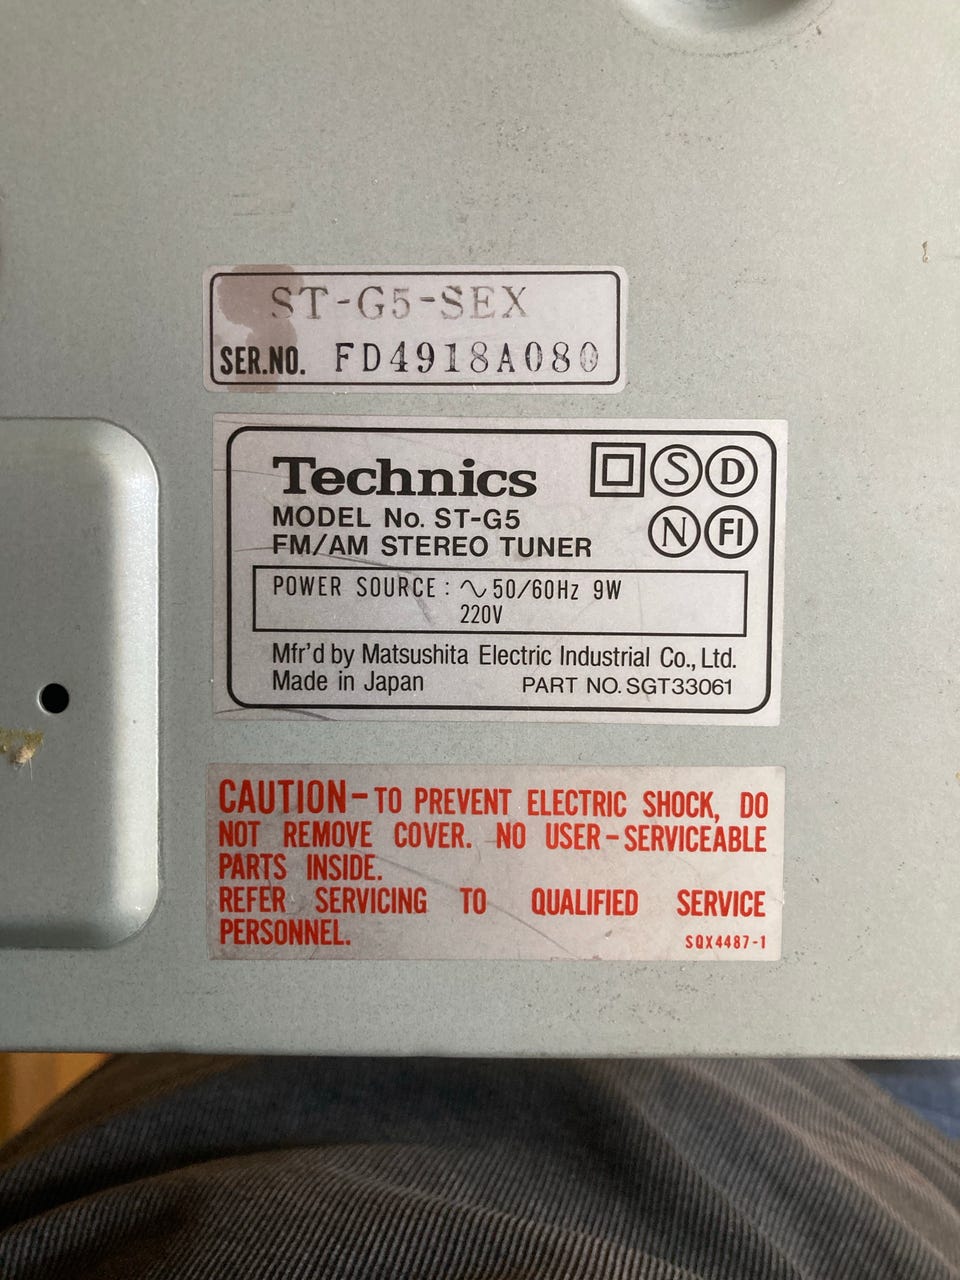 ST-G5-SEX
SER.NO. FD4918A080
Technics
S D
MODEL No. ST-G5
N FI
FM/AM STEREO TUNER
POWER SOURCE : ∿ 50/60Hz 9W
220V
Mfr'd by Matsushita Electric Industrial Co., Ltd.
Made in Japan PART NO. SGT33061
CAUTION – TO PREVENT ELECTRIC SHOCK, DO
NOT REMOVE COVER. NO USER – SERVICEABLE
PARTS INSIDE.
REFER SERVICING TO QUALIFIED SERVICE
PERSONNEL. SQX4487-1